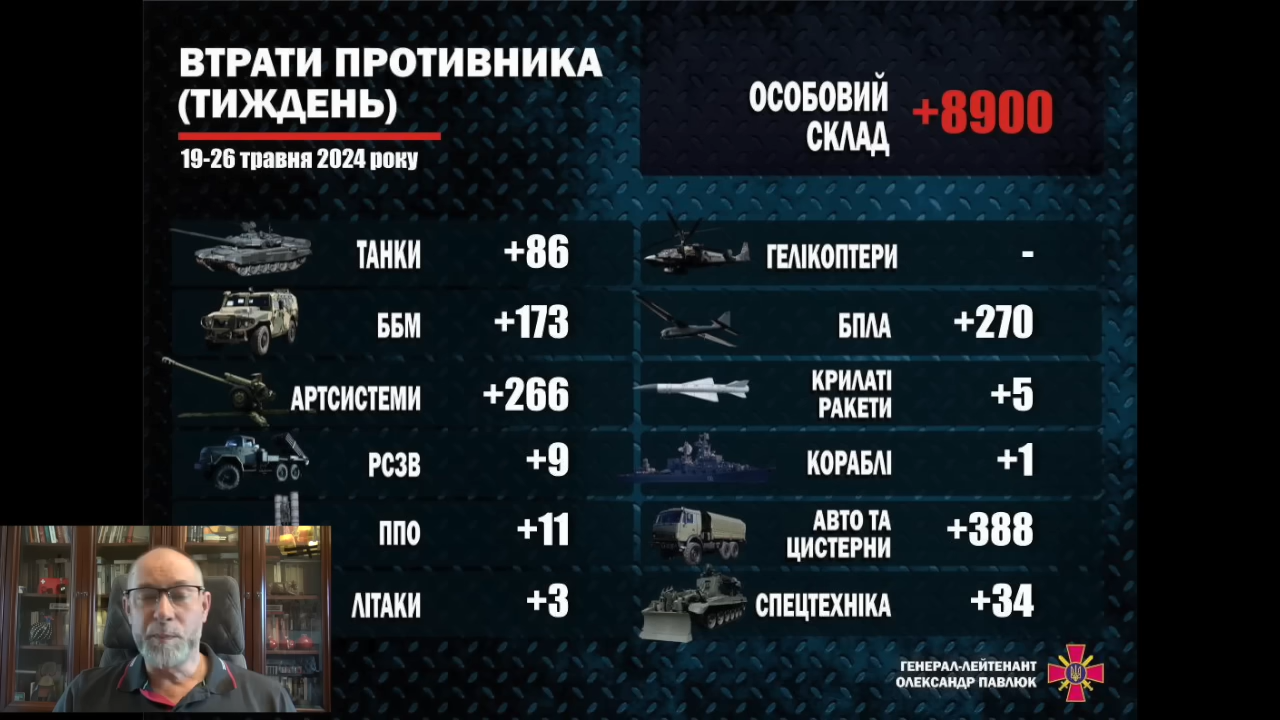 ВТРАТИ ПРОТИВНИКА
(ТИЖДЕНЬ)
19-26 травня 2024 року
ОСОБОВИЙ
СКЛАД
+8900
ТАНКИ +86
ББМ +173
АРТСИСТЕМИ +266
РСЗВ +9
ППО +11
ЛІТАКИ +3
ГЕЛІКОПТЕРИ -
БПЛА +270
КРИЛАТІ
РАКЕТИ +5
КОРАБЛІ +1
АВТО ТА
ЦИСТЕРНИ +388
СПЕЦТЕХНІКА +34
ГЕНЕРАЛ-ЛЕЙТЕНАНТ
ОЛЕКСАНДР ПАВЛЮК